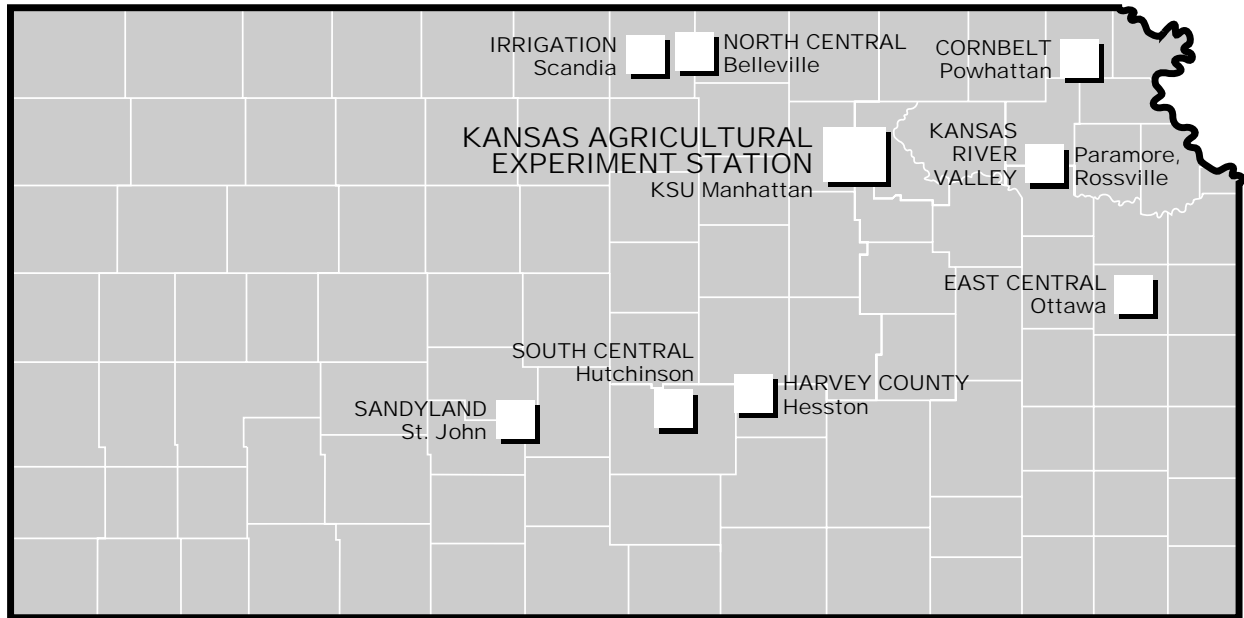 IRRIGATION
Scandia
NORTH CENTRAL
Belleville
CORNBELT
Powhattan
KANSAS AGRICULTURAL
EXPERIMENT STATION
KSU Manhattan
KANSAS
RIVER
VALLEY
Paramore,
Rossville
EAST CENTRAL
Ottawa
SOUTH CENTRAL
Hutchinson
HARVEY COUNTY
Hesston
SANDYLAND
St. John